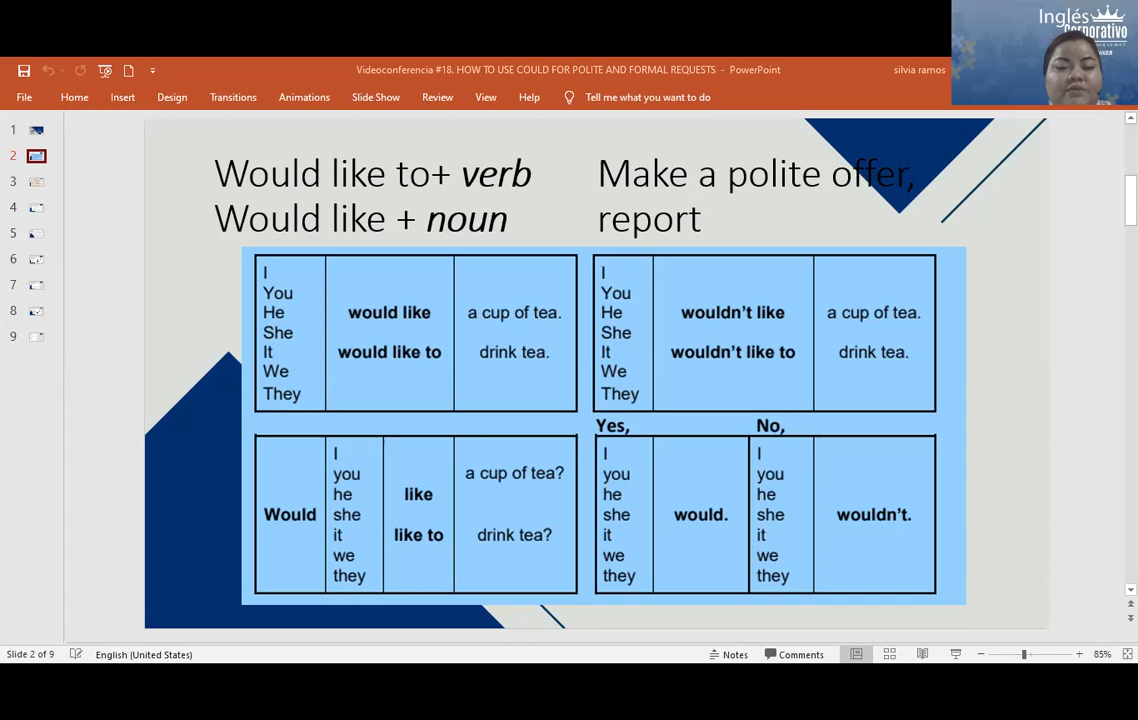 Inglés
Corporativo
Videoconferencia #18. HOW TO USE COULD FOR POLITE AND FORMAL REQUESTS - PowerPoint
silvia ramos
File Home Insert Design Transitions Animations Slide Show Review View Help Tell me what you want to do
1
2
3
4
5
6
7
8
9
Would like to+ verb
Would like + noun
Make a polite offer,
report
I
You
He
She
It
We
They
would like
would like to
a cup of tea.
drink tea.
I
You
He
She
It
We
They
wouldn't like
wouldn't like to
a cup of tea.
drink tea.
Would
I
you
he
she
it
we
they
like
like to
a cup of tea?
drink tea?
Yes,
I
you
he
she
it
we
they
would.
No,
I
you
he
she
it
we
they
wouldn't.
Slide 2 of 9 English (United States) Notes Comments 85%